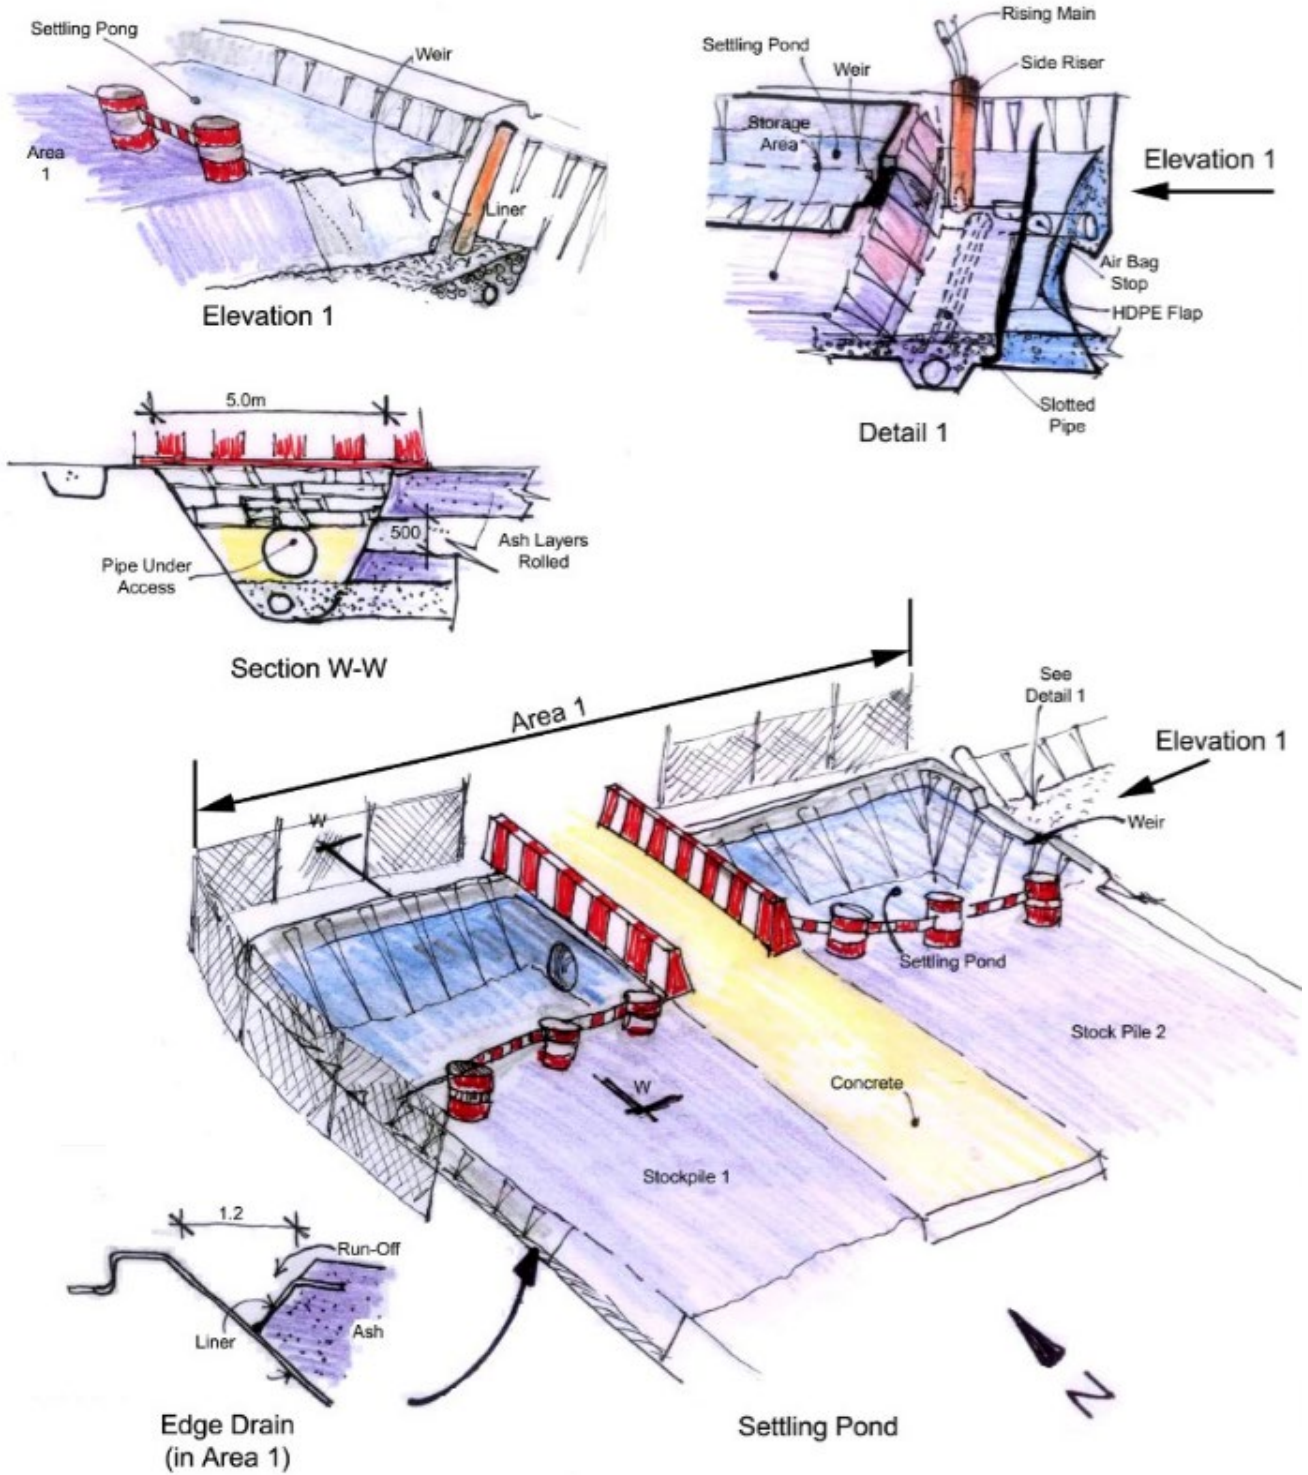 Settling Pong
Weir
Area
1
Liner
Elevation 1
Rising Main
Settling Pond
Weir
Side Riser
Storage
Area
Elevation 1
Air Bag
Stop
HDPE Flap
Slotted
Pipe
Detail 1
5.0m
500
Ash Layers
Rolled
Pipe Under
Access
Section W-W
Area 1
See
Detail 1
Elevation 1
W
Weir
Settling Pond
Stock Pile 2
Concrete
W
Stockpile 1
1.2
Run-Off
Liner
Ash
N
Edge Drain
(in Area 1)
Settling Pond